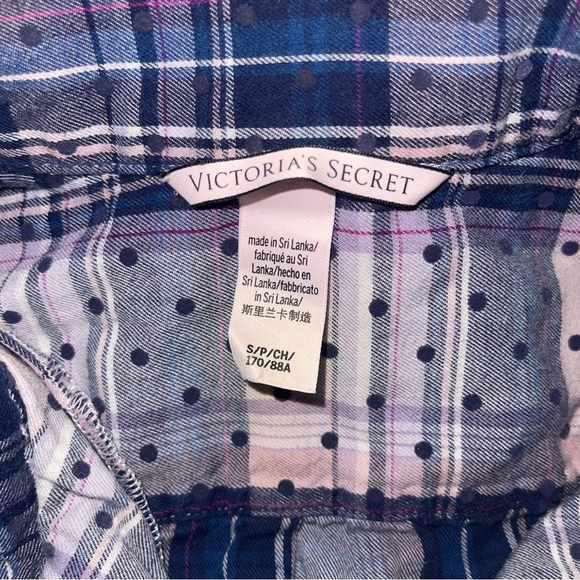 VICTORIA'S SECRET
made in Sri Lanka/
fabriqué au Sri
Lanka/hecho en
Sri Lanka/fabbricato
in Sri Lanka/
斯里兰卡制造
S/P/CH/
170/88A